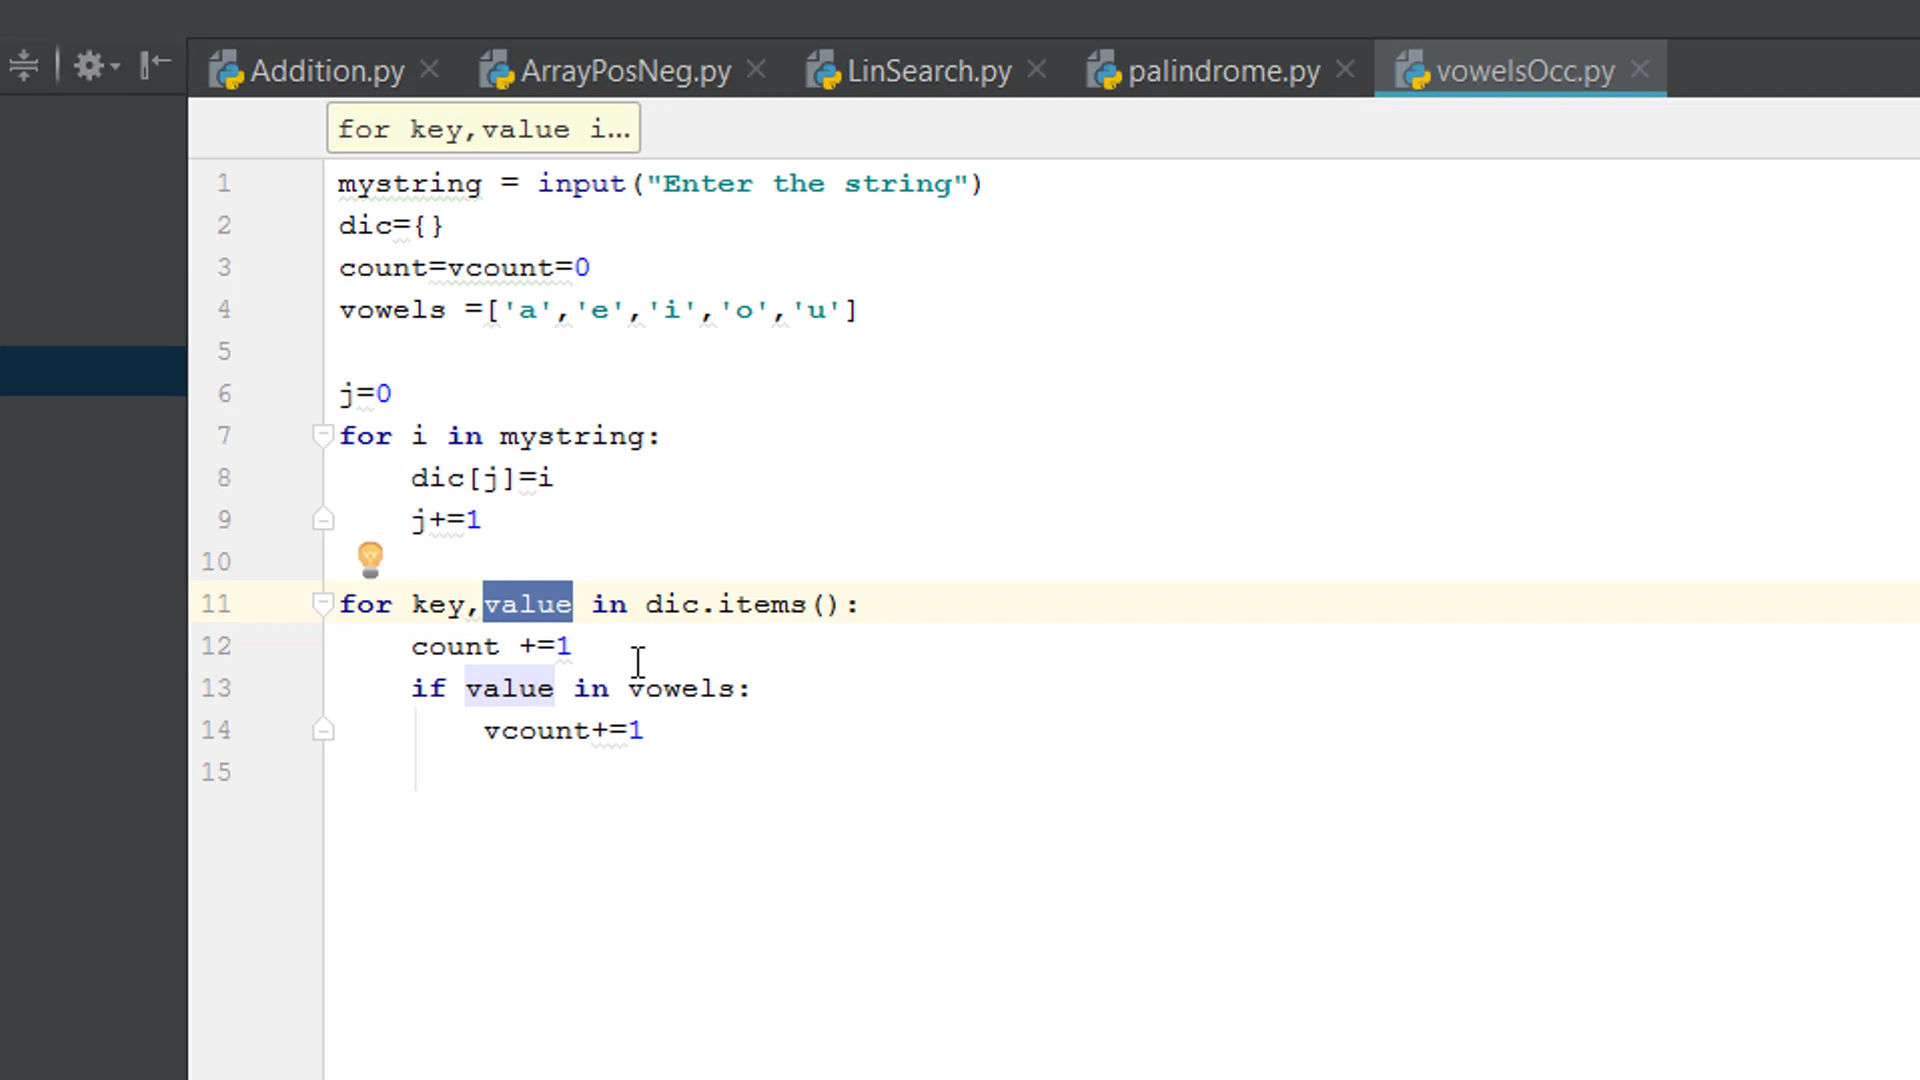 Addition.py ArrayPosNeg.py LinSearch.py palindrome.py vowelsOcc.py
for key,value i...
1 mystring = input("Enter the string")
2 dic={}
3 count=vcount=0
4 vowels =['a','e','i','o','u']
5
6 j=0
7 for i in mystring:
8 dic[j]=i
9 j+=1
10
11 for key,value in dic.items():
12 count +=1
13 if value in vowels:
14 vcount+=1
15